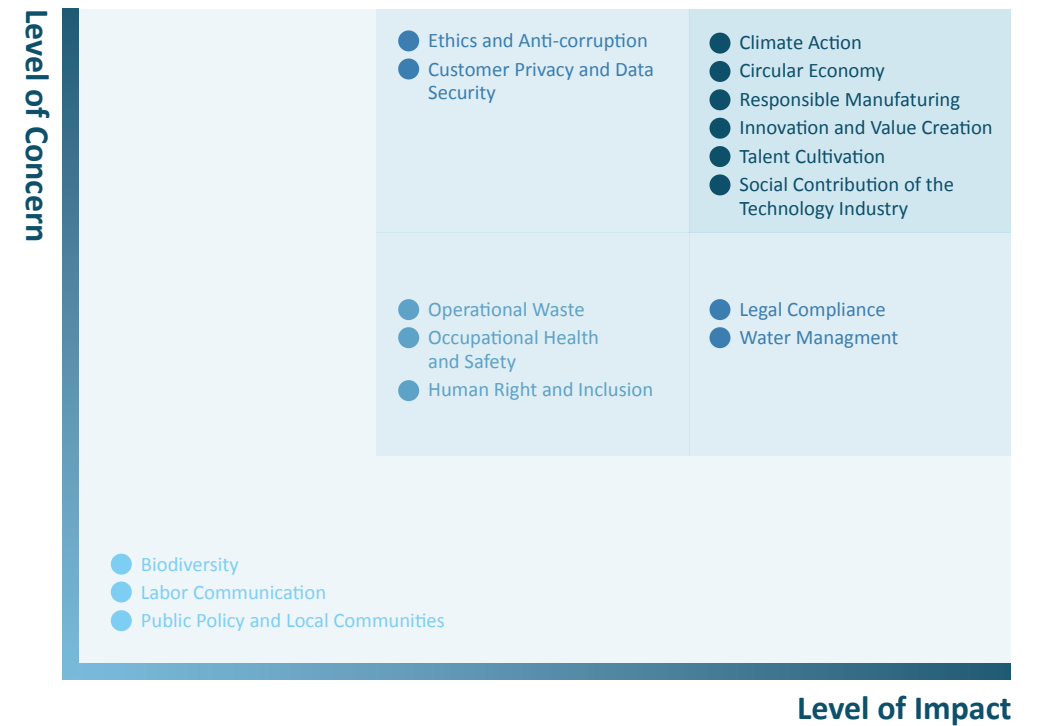 Level of Concern
Ethics and Anti-corruption
Customer Privacy and Data
Security
Climate Action
Circular Economy
Responsible Manufaturing
Innovation and Value Creation
Talent Cultivation
Social Contribution of the
Technology Industry
Operational Waste
Occupational Health
and Safety
Human Right and Inclusion
Legal Compliance
Water Managment
Biodiversity
Labor Communication
Public Policy and Local Communities
Level of Impact